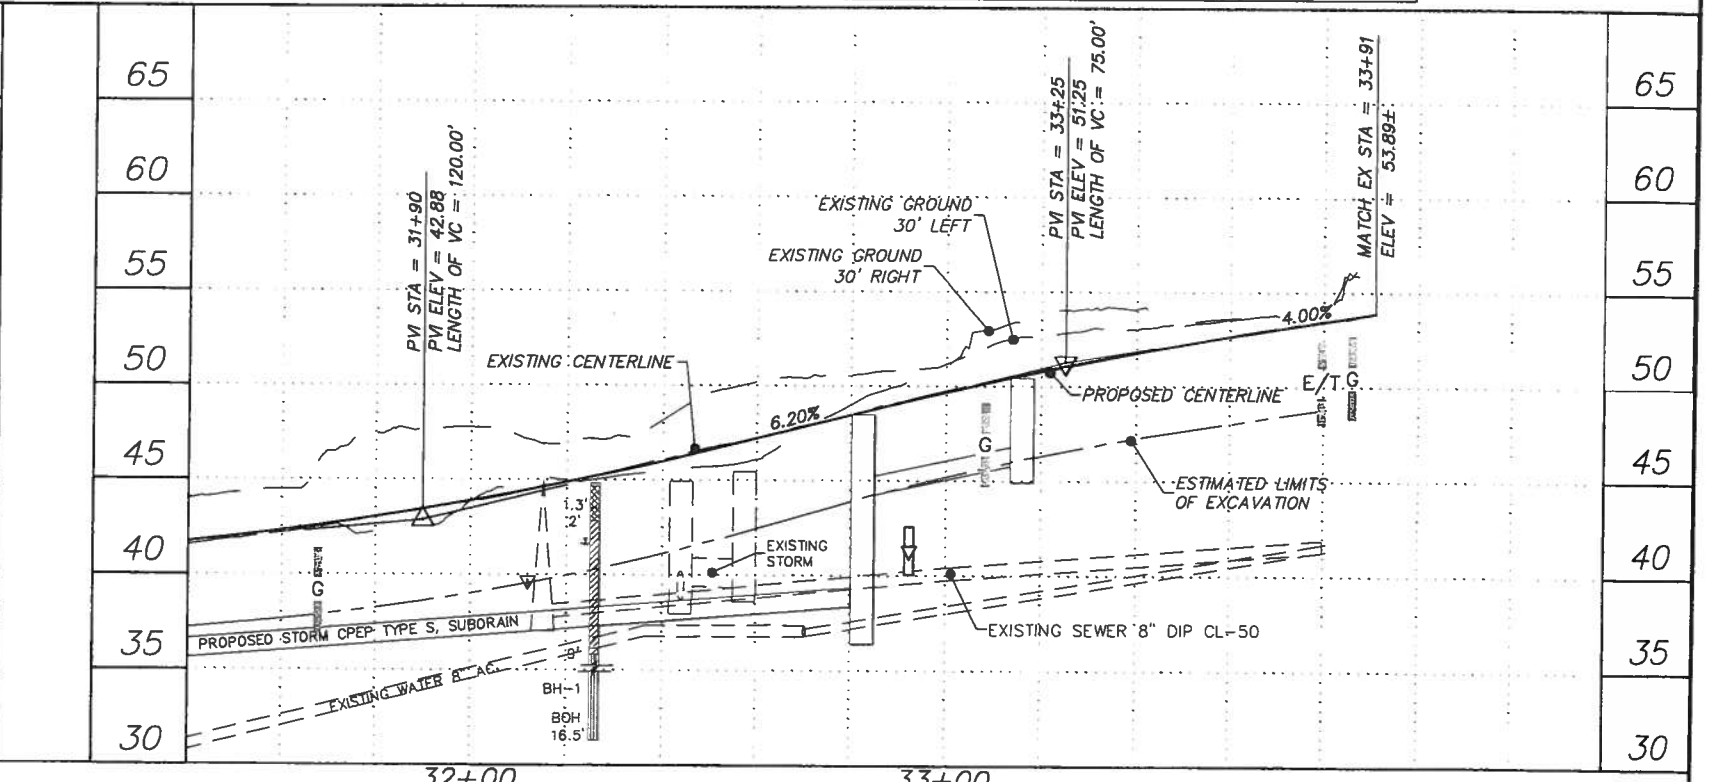 65
60
55
50
45
40
35
30
PVI STA = 31+90
PVI ELEV = 42.88
LENGTH OF VC = 120.00'
EXISTING CENTERLINE
EXISTING GROUND
30' LEFT
EXISTING GROUND
30' RIGHT
PVI STA = 33+25
PVI ELEV = 51.25
LENGTH OF VC = 75.00'
MATCH EX STA = 33+91
ELEV = 53.89±
6.20%
4.00%
PROPOSED CENTERLINE
E/T
G
G
ESTIMATED LIMITS
OF EXCAVATION
1.3'
2'
EXISTING
STORM
G
PROPOSED STORM CPEP TYPE S, SUBDRAIN
EXISTING SEWER 8" DIP CL-50
9'
EXISTING WATER 8" AC
BH-1
BOH
16.5'
65
60
55
50
45
40
35
30
32+00
33+00